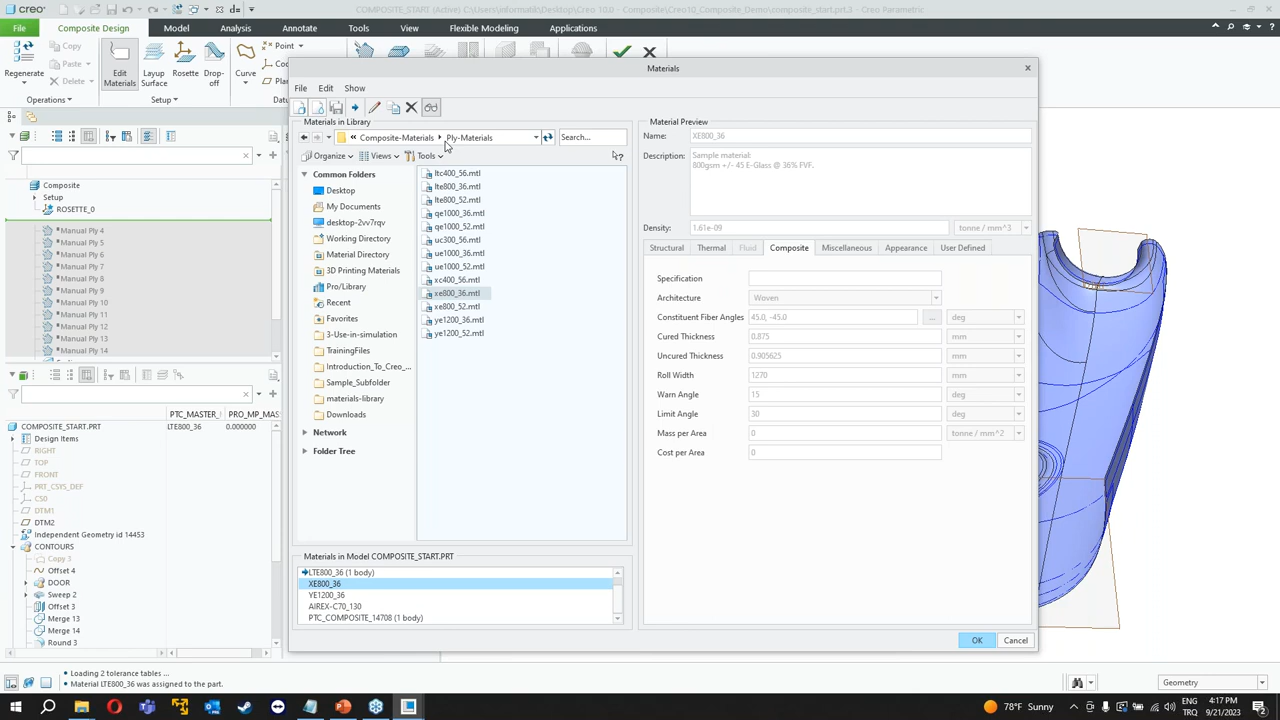 creo
COMPOSITE_START (Active) C:\Users\informatik\Desktop\Creo 10.0 - Composite\Creo10_Composite_Demo\composite_start.prt.3 - Creo Parametric
File Composite Design Model Analysis Annotate Tools View Flexible Modeling Applications
Regenerate
Copy
Paste
Delete
Operations
Edit Materials
Layup Surface
Rosette
Drop-off
Setup
Curve
Point
Materials
File Edit Show
Materials in Library
« Composite-Materials Ply-Materials Search...
Organize Views Tools
Common Folders
Desktop
My Documents
desktop-2vv7rqv
Working Directory
Material Directory
3D Printing Materials
Pro/Library
Recent
Favorites
3-Use-in-simulation
TrainingFiles
Introduction_To_Creo_...
Sample_Subfolder
materials-library
Downloads
Network
Folder Tree
ltc400_56.mtl
lte800_36.mtl
lte800_52.mtl
qe1000_36.mtl
qe1000_52.mtl
uc300_56.mtl
ue1000_36.mtl
ue1000_52.mtl
xc400_56.mtl
xe800_36.mtl
xe800_52.mtl
ye1200_36.mtl
ye1200_52.mtl
Materials in Model COMPOSITE_START.PRT
LTE800_36 (1 body)
XE800_36
YE1200_36
AIREX-C70_130
PTC_COMPOSITE_14708 (1 body)
Material Preview
Name: XE800_36
Description: Sample material:
800gsm +/- 45 E-Glass @ 36% FVF.
Density: 1.61e-09 tonne / mm^3
Structural Thermal Fluid Composite Miscellaneous Appearance User Defined
Specification
Architecture Woven
Constituent Fiber Angles 45.0, -45.0 ... deg
Cured Thickness 0.875 mm
Uncured Thickness 0.905625 mm
Roll Width 1270 mm
Warn Angle 15 deg
Limit Angle 30 deg
Mass per Area 0 tonne / mm^2
Cost per Area 0
OK Cancel
Composite
Setup
ROSETTE_0
*Manual Ply 4
*Manual Ply 5
*Manual Ply 6
*Manual Ply 7
*Manual Ply 8
*Manual Ply 9
*Manual Ply 10
*Manual Ply 11
*Manual Ply 12
*Manual Ply 13
*Manual Ply 14
PTC_MASTER_ PRO_MP_MAS
COMPOSITE_START.PRT LTE800_36 0.000000
Design Items
RIGHT
TOP
FRONT
PRT_CSYS_DEF
CS0
DTM1
DTM2
Independent Geometry id 14453
CONTOURS
Copy 3
Offset 4
DOOR
Sweep 2
Offset 3
Merge 13
Merge 14
Round 3
• Loading 2 tolerance tables ...
• Material LTE800_36 was assigned to the part.
Geometry
78°F Sunny
ENG
TRQ
4:17 PM
9/21/2023